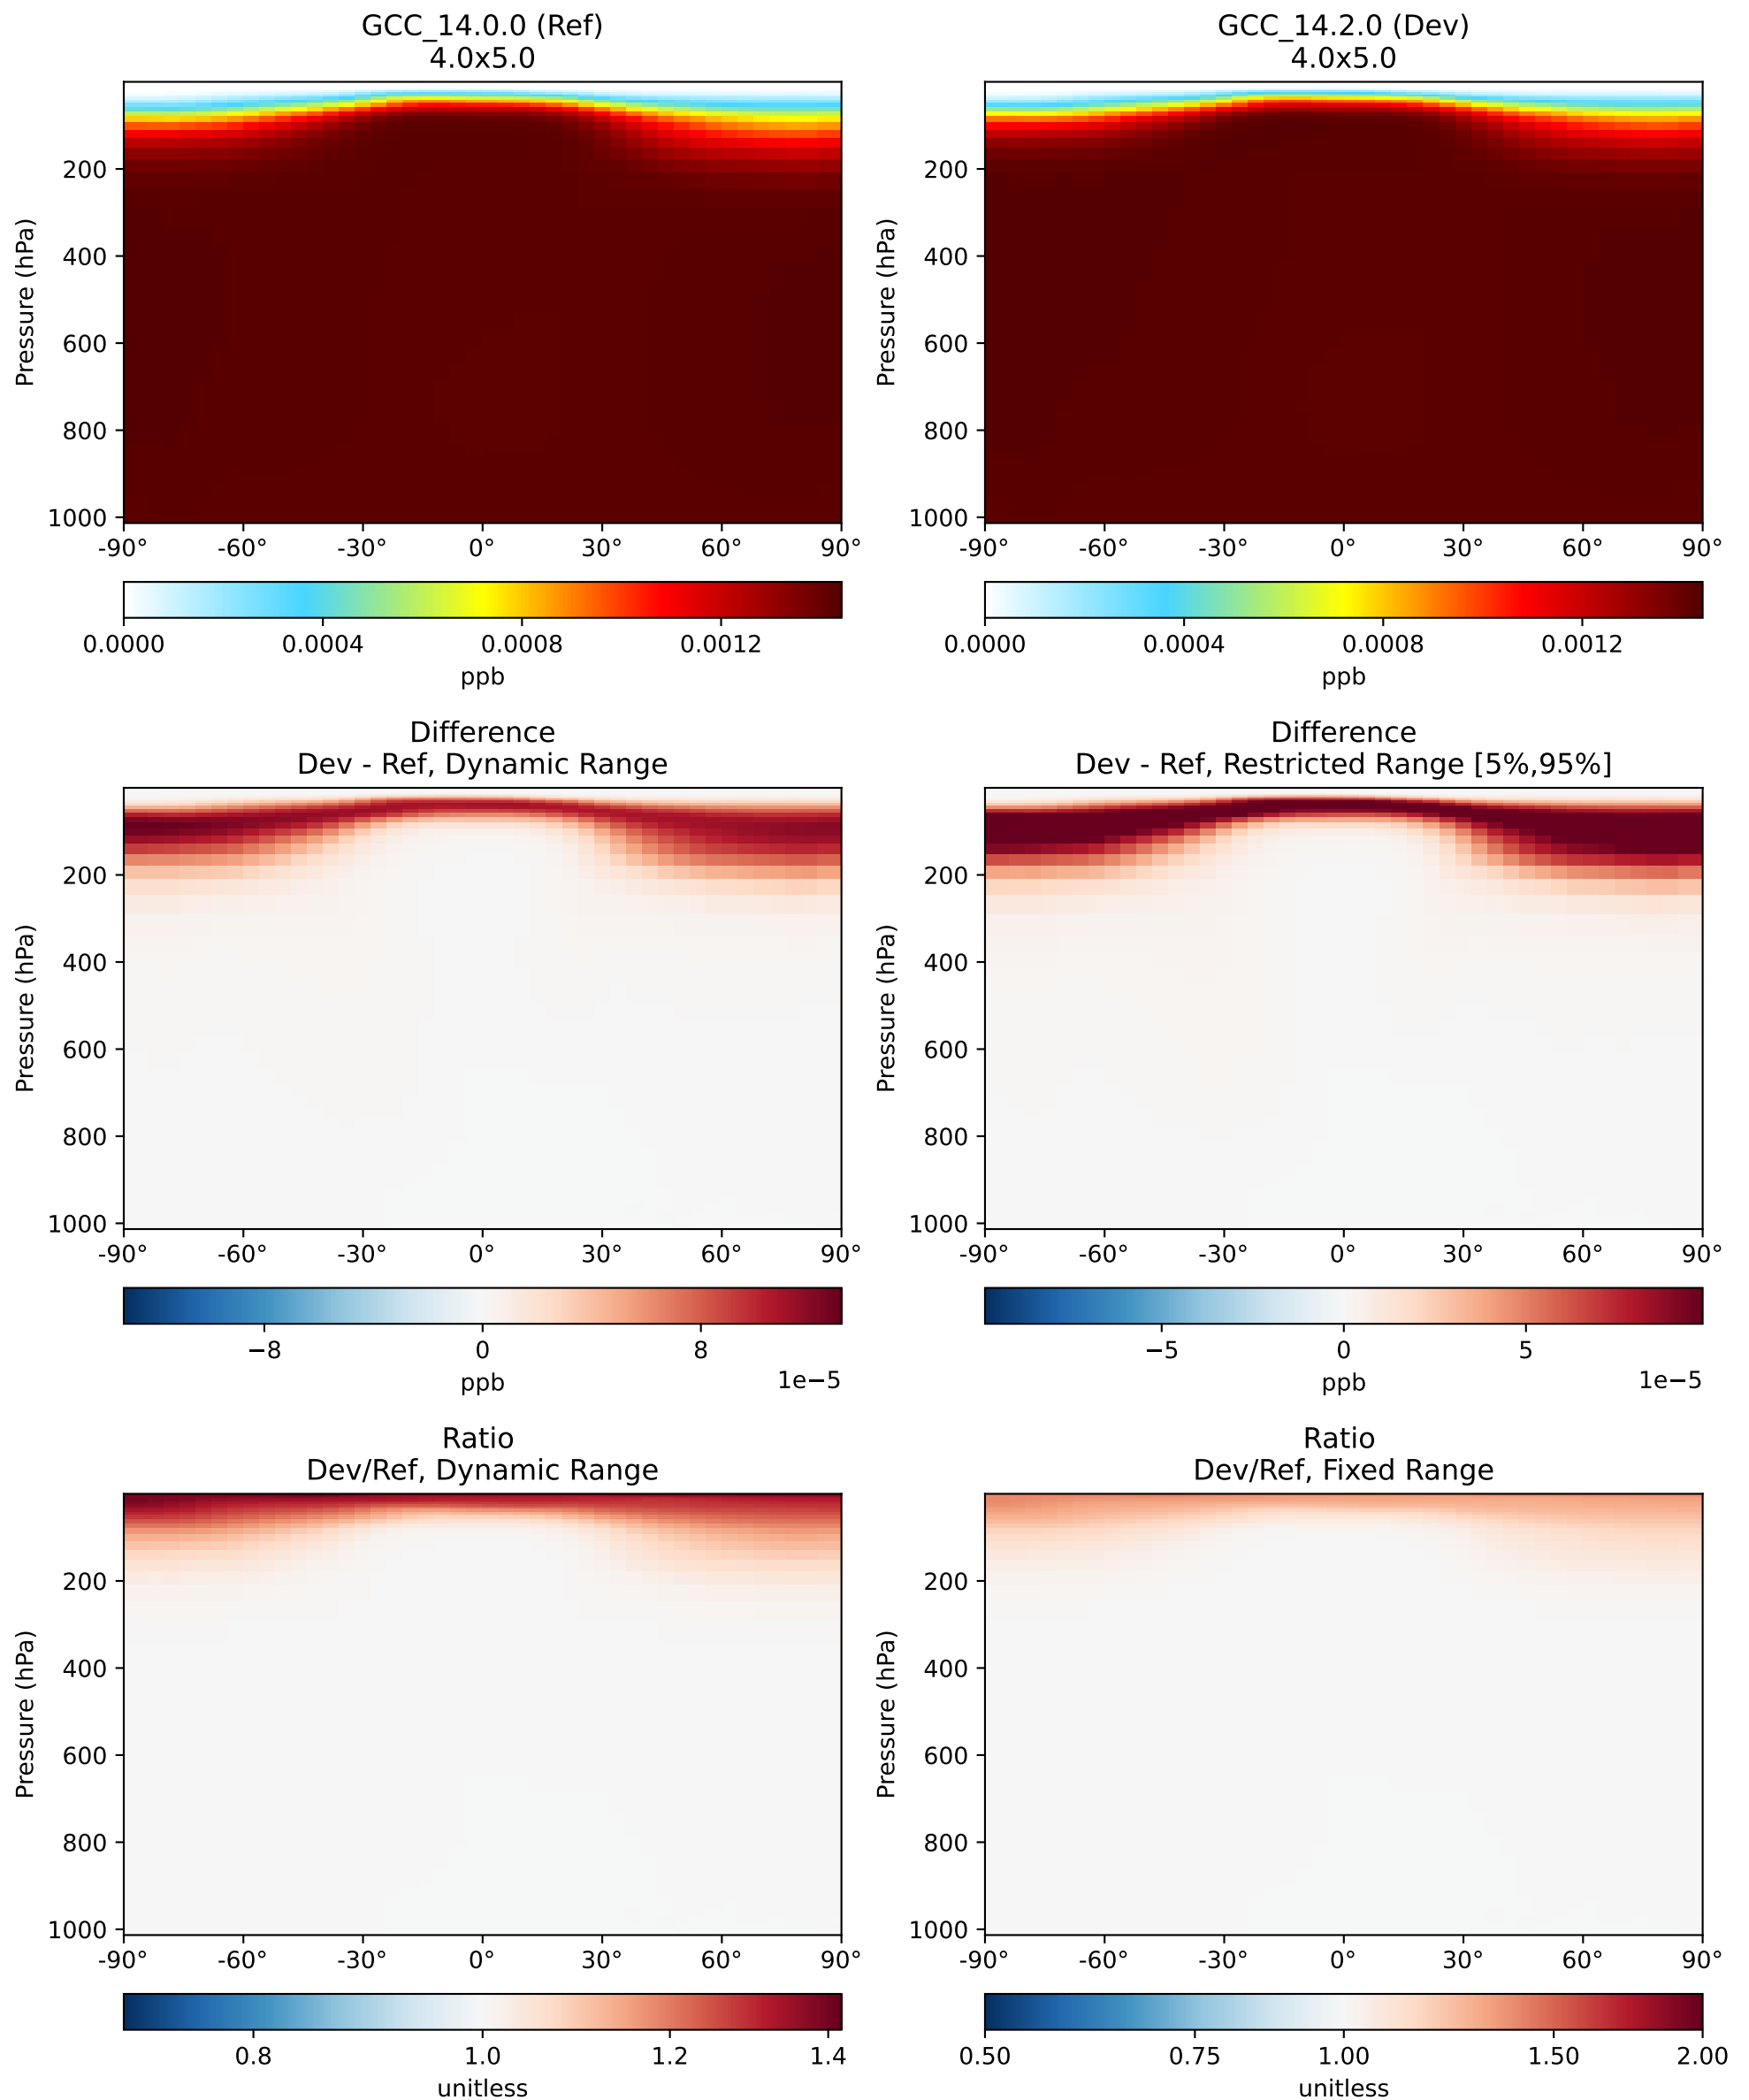 GCC_14.0.0 (Ref)
4.0x5.0
Pressure (hPa)
200
400
600
800
1000
-90° -60° -30° 0° 30° 60° 90°
0.0000 0.0004 0.0008 0.0012
ppb
GCC_14.2.0 (Dev)
4.0x5.0
Pressure (hPa)
200
400
600
800
1000
-90° -60° -30° 0° 30° 60° 90°
0.0000 0.0004 0.0008 0.0012
ppb
Difference
Dev - Ref, Dynamic Range
Pressure (hPa)
200
400
600
800
1000
-90° -60° -30° 0° 30° 60° 90°
−8 0 8
ppb
1e−5
Difference
Dev - Ref, Restricted Range [5%,95%]
Pressure (hPa)
200
400
600
800
1000
-90° -60° -30° 0° 30° 60° 90°
−5 0 5
ppb
1e−5
Ratio
Dev/Ref, Dynamic Range
Pressure (hPa)
200
400
600
800
1000
-90° -60° -30° 0° 30° 60° 90°
0.8 1.0 1.2 1.4
unitless
Ratio
Dev/Ref, Fixed Range
Pressure (hPa)
200
400
600
800
1000
-90° -60° -30° 0° 30° 60° 90°
0.50 0.75 1.00 1.50 2.00
unitless